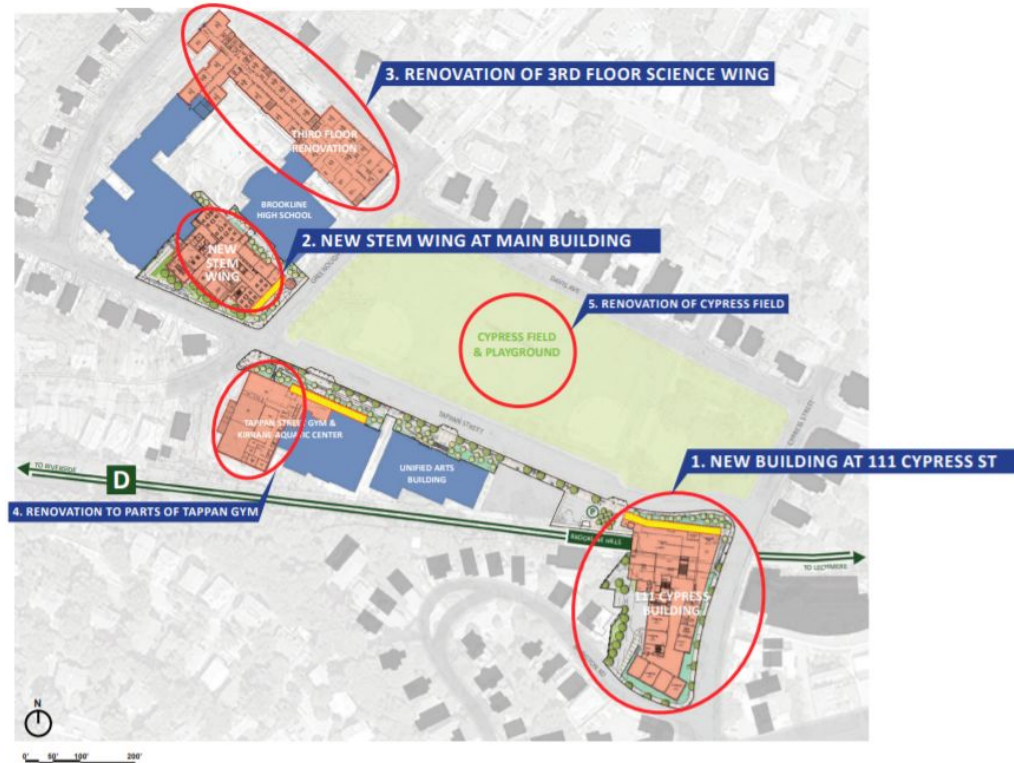 3. RENOVATION OF 3RD FLOOR SCIENCE WING
THIRD FLOOR
RENOVATION
BROOKLINE
HIGH SCHOOL
2. NEW STEM WING AT MAIN BUILDING
NEW
STEM
WING
DAVIS AVE
5. RENOVATION OF CYPRESS FIELD
CYPRESS FIELD
& PLAYGROUND
CYPRESS STREET
TAPPAN STREET
TAPPAN STREET GYM &
KIRRANE AQUATIC CENTER
UNIFIED ARTS
BUILDING
1. NEW BUILDING AT 111 CYPRESS ST
TO RIVERSIDE
D
4. RENOVATION TO PARTS OF TAPPAN GYM
P
BROOKLINE HILLS
TO LECHMERE
111 CYPRESS
BUILDING
N
0' 50' 100' 200'